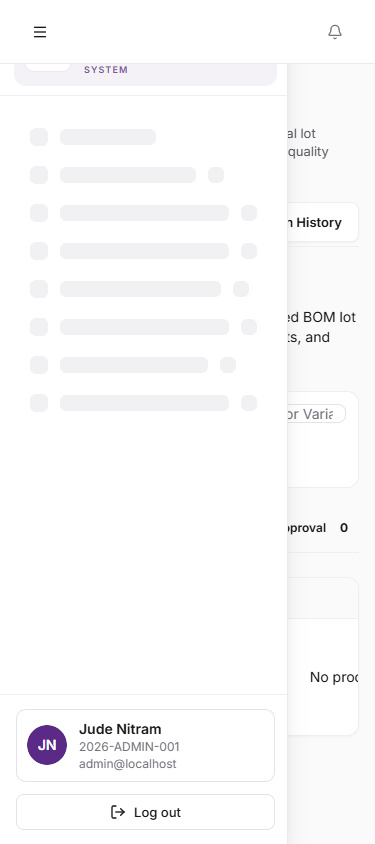 SYSTEM
al lot
quality
n History
ed BOM lot
ts, and
or Varia
pproval 0
No proc
Jude Nitram
2026-ADMIN-001
admin@localhost
JN
Log out